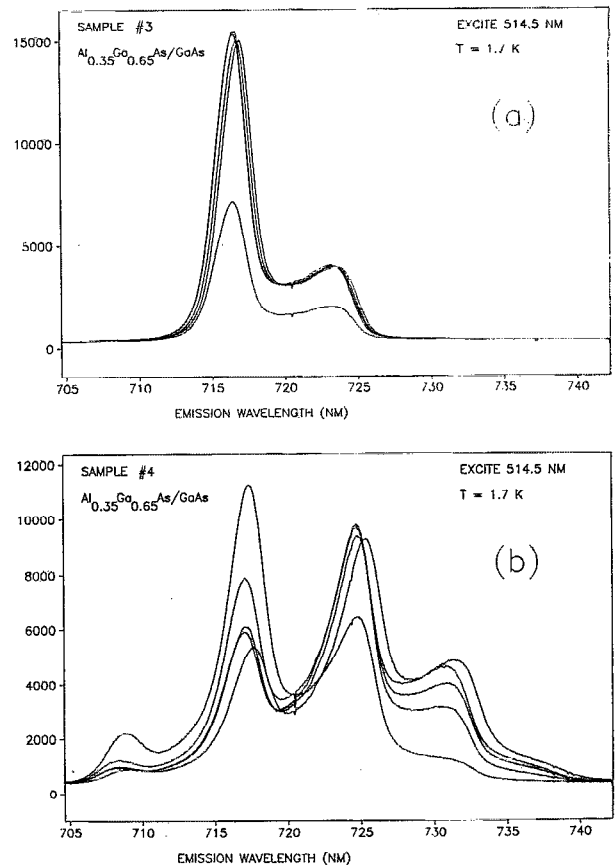 SAMPLE #3
EXCITE 514.5 NM
Al0.35Ga0.65As/GaAs
T = 1.7 K
(a)
15000
10000
5000
0
705 710 715 720 725 730 735 740
EMISSION WAVELENGTH (NM)
SAMPLE #4
EXCITE 514.5 NM
Al0.35Ga0.65As/GaAs
T = 1.7 K
(b)
12000
10000
8000
6000
4000
2000
0
705 710 715 720 725 730 735 740
EMISSION WAVELENGTH (NM)